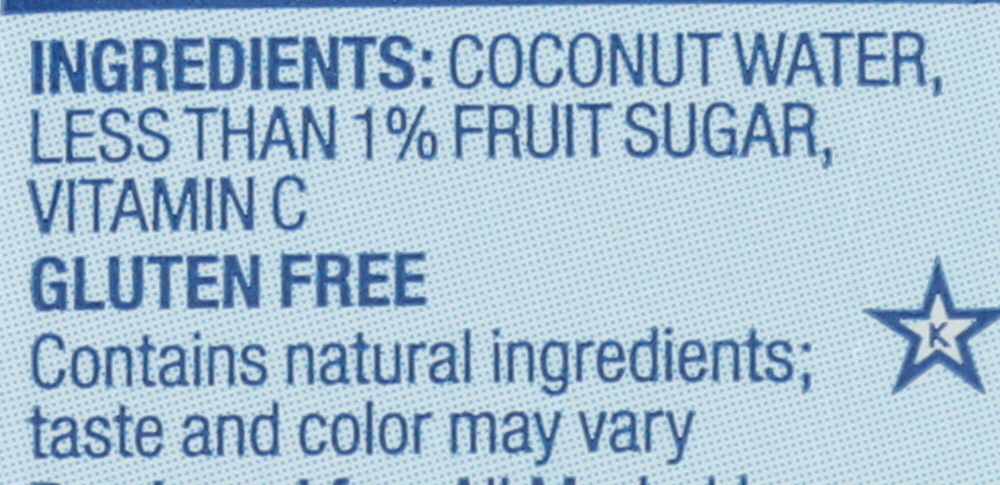 INGREDIENTS: COCONUT WATER,
LESS THAN 1% FRUIT SUGAR,
VITAMIN C
GLUTEN FREE
Contains natural ingredients;
taste and color may vary
K